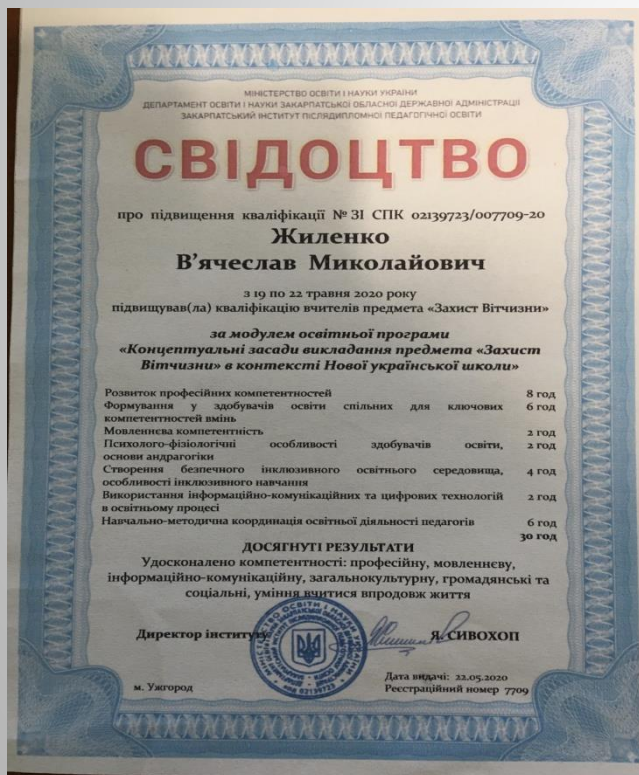 МІНІСТЕРСТВО ОСВІТИ І НАУКИ УКРАЇНИ
ДЕПАРТАМЕНТ ОСВІТИ І НАУКИ ЗАКАРПАТСЬКОЇ ОБЛАСНОЇ ДЕРЖАВНОЇ АДМІНІСТРАЦІЇ
ЗАКАРПАТСЬКИЙ ІНСТИТУТ ПІСЛЯДИПЛОМНОЇ ПЕДАГОГІЧНОЇ ОСВІТИ
СВІДОЦТВО
про підвищення кваліфікації № ЗІ СПК 02139723/007709-20
Жиленко
В’ячеслав Миколайович
з 19 по 22 травня 2020 року
підвищував(ла) кваліфікацію вчителів предмета «Захист Вітчизни»
за модулем освітньої програми
«Концептуальні засади викладання предмета «Захист
Вітчизни» в контексті Нової української школи»
Розвиток професійних компетентностей 8 год
Формування у здобувачів освіти спільних для ключових 6 год
компетентностей вмінь
Мовленнєва компетентність 2 год
Психолого-фізіологічні особливості здобувачів освіти, 2 год
основи андрагогіки
Створення безпечного інклюзивного освітнього середовища, 4 год
особливості інклюзивного навчання
Використання інформаційно-комунікаційних та цифрових технологій 2 год
в освітньому процесі
Навчально-методична координація освітньої діяльності педагогів 6 год
30 год
ДОСЯГНУТІ РЕЗУЛЬТАТИ
Удосконалено компетентності: професійну, мовленнєву,
інформаційно-комунікаційну, загальнокультурну, громадянські та
соціальні, уміння вчитися впродовж життя
Директор інституту Я. СИВОХОП
Дата видачі: 22.05.2020
м. Ужгород Реєстраційний номер 7709